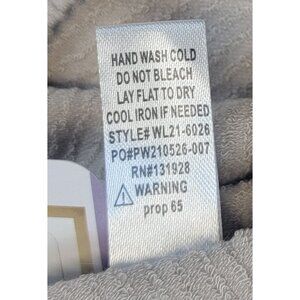 HAND WASH COLD
DO NOT BLEACH
LAY FLAT TO DRY
COOL IRON IF NEEDED
STYLE# WL21-6026
PO#PW210526-007
RN#131928
WARNING
prop 65